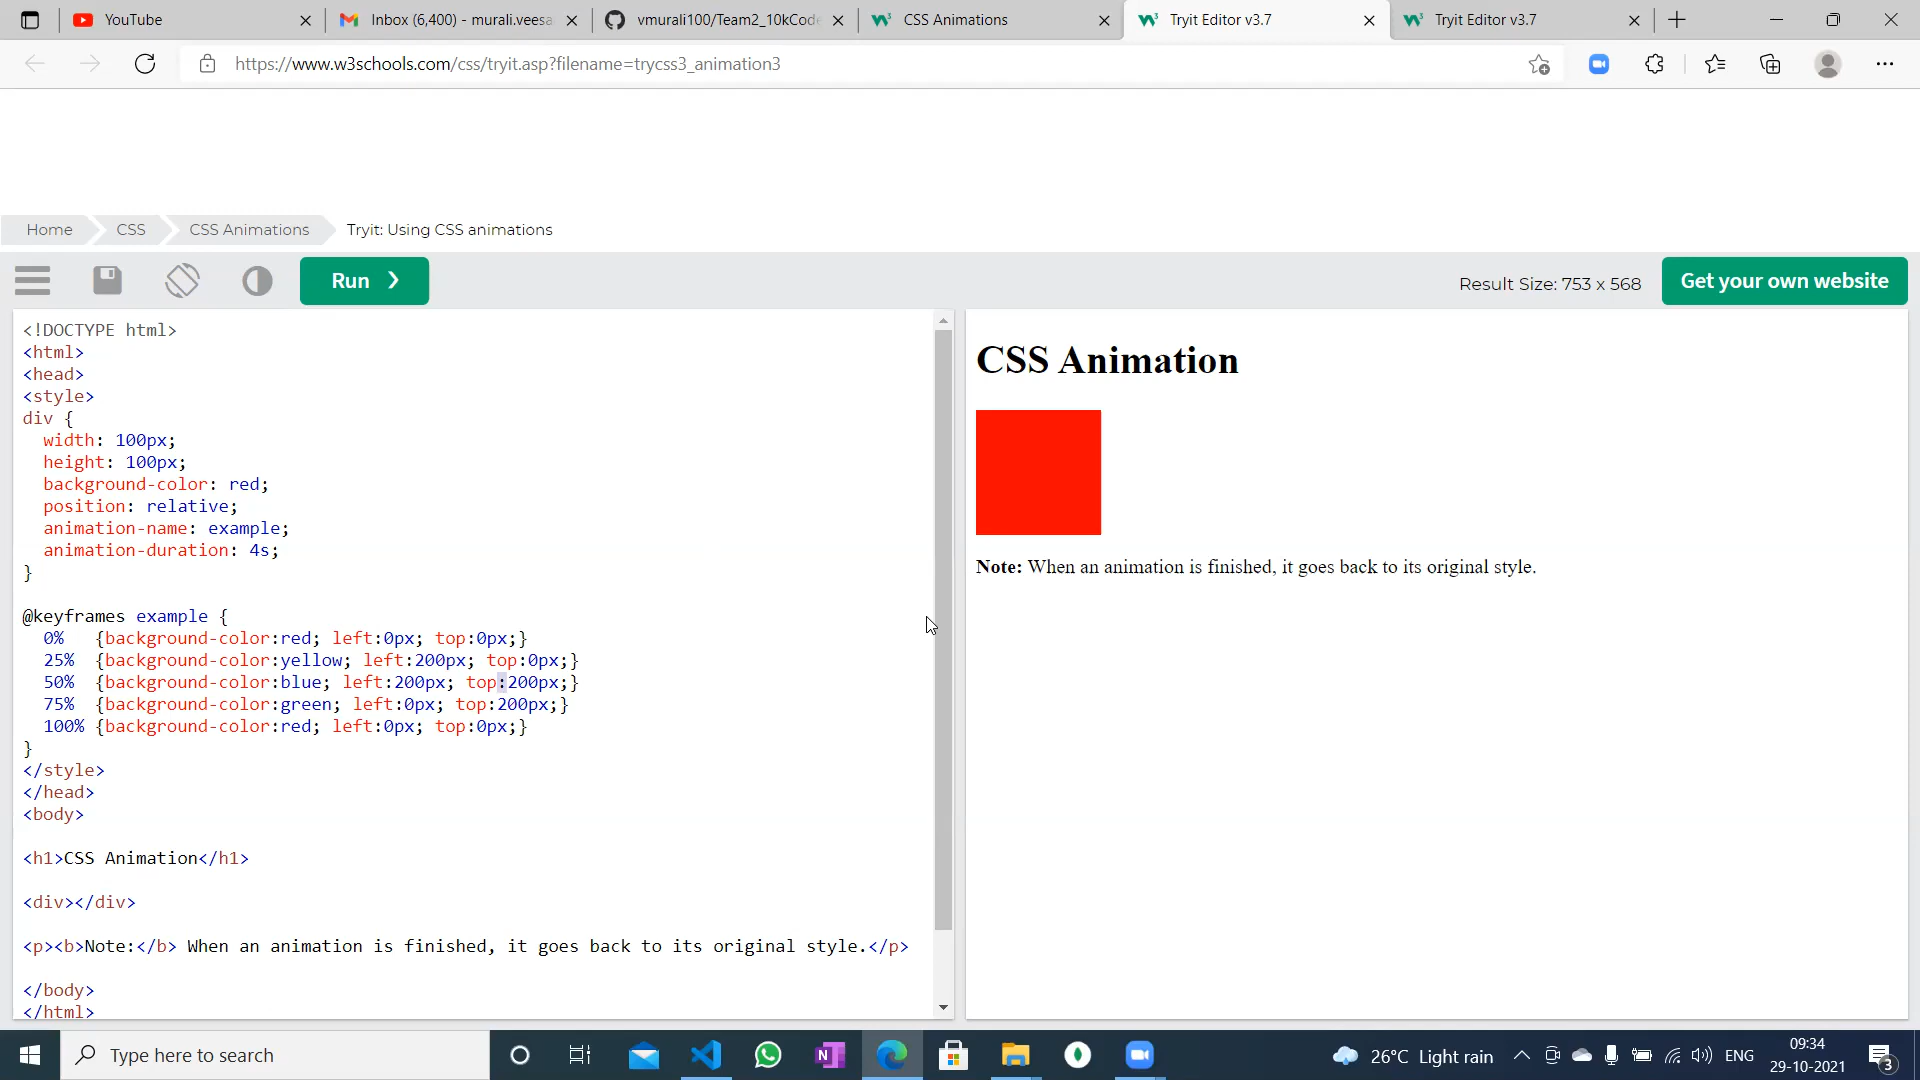 YouTube
Inbox (6,400) - murali.veesa
vmurali100/Team2_10kCode
CSS Animations
Tryit Editor v3.7
Tryit Editor v3.7
https://www.w3schools.com/css/tryit.asp?filename=trycss3_animation3
Home
CSS
CSS Animations
Tryit: Using CSS animations
Run ❯
Result Size: 753 x 568
Get your own website
<!DOCTYPE html>
<html>
<head>
<style>
div {
  width: 100px;
  height: 100px;
  background-color: red;
  position: relative;
  animation-name: example;
  animation-duration: 4s;
}
@keyframes example {
  0%   {background-color:red; left:0px; top:0px;}
  25%  {background-color:yellow; left:200px; top:0px;}
  50%  {background-color:blue; left:200px; top:200px;}
  75%  {background-color:green; left:0px; top:200px;}
  100% {background-color:red; left:0px; top:0px;}
}
</style>
</head>
<body>
<h1>CSS Animation</h1>
<div></div>
<p><b>Note:</b> When an animation is finished, it goes back to its original style.</p>
</body>
</html>
CSS Animation
Note: When an animation is finished, it goes back to its original style.
Type here to search
N
26°C Light rain
ENG
09:34
29-10-2021
3